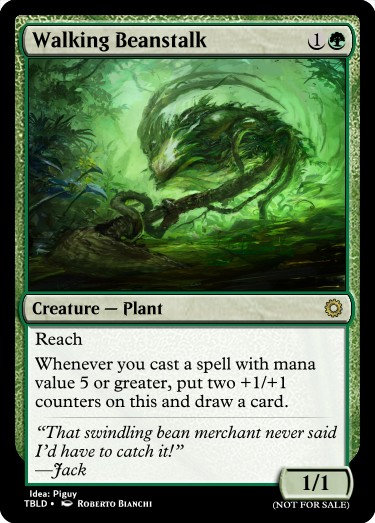 Walking Beanstalk 1
Creature — Plant
Reach
Whenever you cast a spell with mana
value 5 or greater, put two +1/+1
counters on this and draw a card.
“That swindling bean merchant never said
I’d have to catch it!”
—Jack
1/1
Idea: Piguy
TBLD • Roberto Bianchi
(NOT FOR SALE)